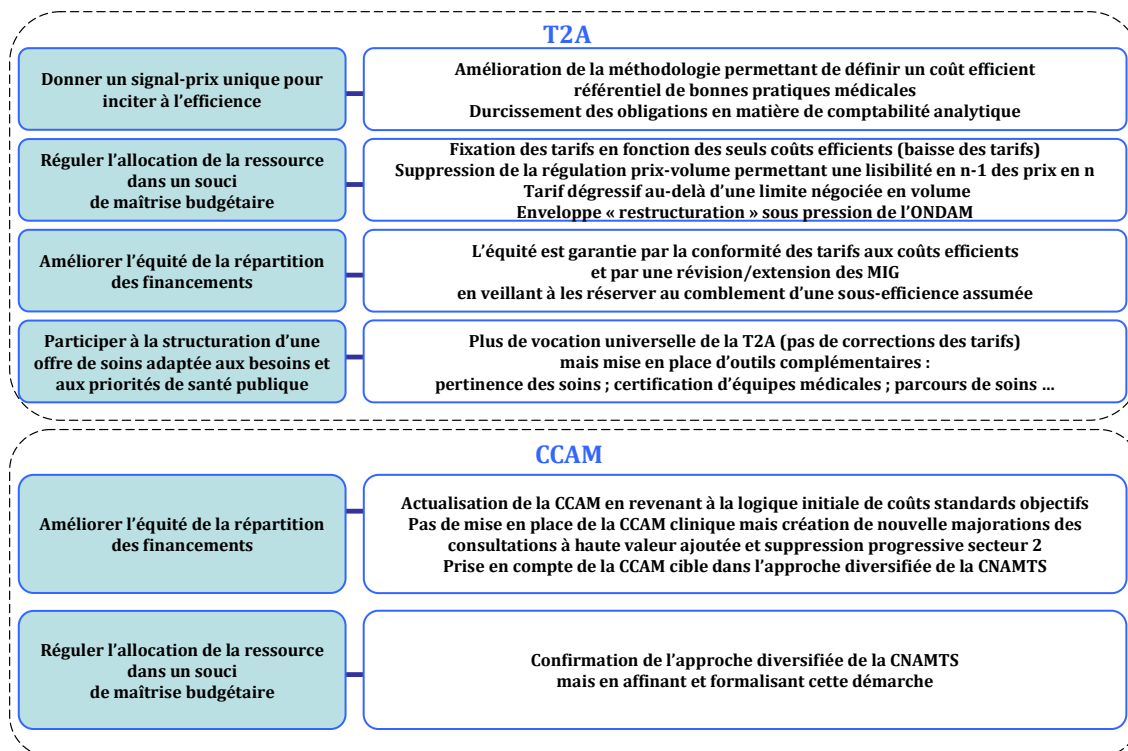 T2A
Donner un signal-prix unique pour
inciter à l’efficience
Amélioration de la méthodologie permettant de définir un coût efficient
référentiel de bonnes pratiques médicales
Durcissement des obligations en matière de comptabilité analytique
Réguler l’allocation de la ressource
dans un souci
de maîtrise budgétaire
Fixation des tarifs en fonction des seuls coûts efficients (baisse des tarifs)
Suppression de la régulation prix-volume permettant une lisibilité en n-1 des prix en n
Tarif dégressif au-delà d’une limite négociée en volume
Enveloppe « restructuration » sous pression de l’ONDAM
Améliorer l’équité de la répartition
des financements
L’équité est garantie par la conformité des tarifs aux coûts efficients
et par une révision/extension des MIG
en veillant à les réserver au comblement d’une sous-efficience assumée
Participer à la structuration d’une
offre de soins adaptée aux besoins et
aux priorités de santé publique
Plus de vocation universelle de la T2A (pas de corrections des tarifs)
mais mise en place d’outils complémentaires :
pertinence des soins ; certification d’équipes médicales ; parcours de soins …
CCAM
Améliorer l’équité de la répartition
des financements
Actualisation de la CCAM en revenant à la logique initiale de coûts standards objectifs
Pas de mise en place de la CCAM clinique mais création de nouvelle majorations des
consultations à haute valeur ajoutée et suppression progressive secteur 2
Prise en compte de la CCAM cible dans l’approche diversifiée de la CNAMTS
Réguler l’allocation de la ressource
dans un souci
de maîtrise budgétaire
Confirmation de l’approche diversifiée de la CNAMTS
mais en affinant et formalisant cette démarche